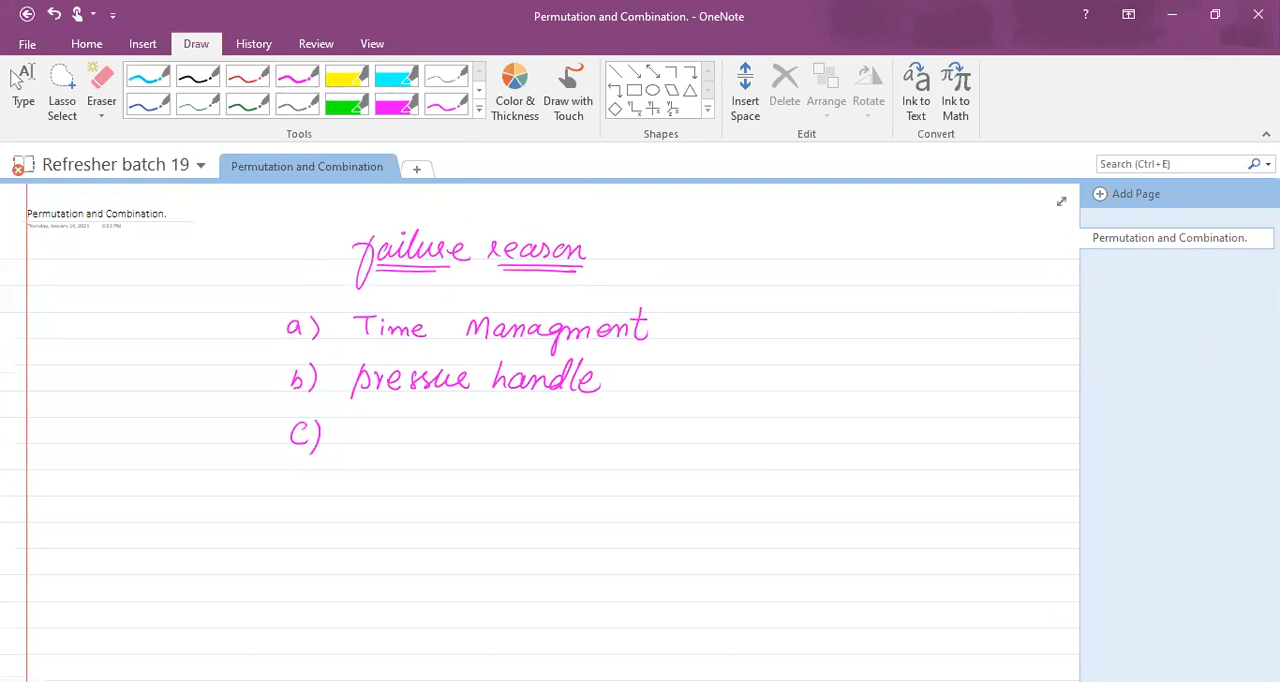 Permutation and Combination. - OneNote
?
File Home Insert Draw History Review View
Type Lasso Select Eraser Color & Thickness Draw with Touch Insert Space Delete Arrange Rotate Ink to Text Ink to Math
Tools Shapes Edit Convert
Refresher batch 19 Permutation and Combination Search (Ctrl+E)
Add Page
Permutation and Combination.
Permutation and Combination.
failure reason
a) Time Managment
b) pressue handle
c)